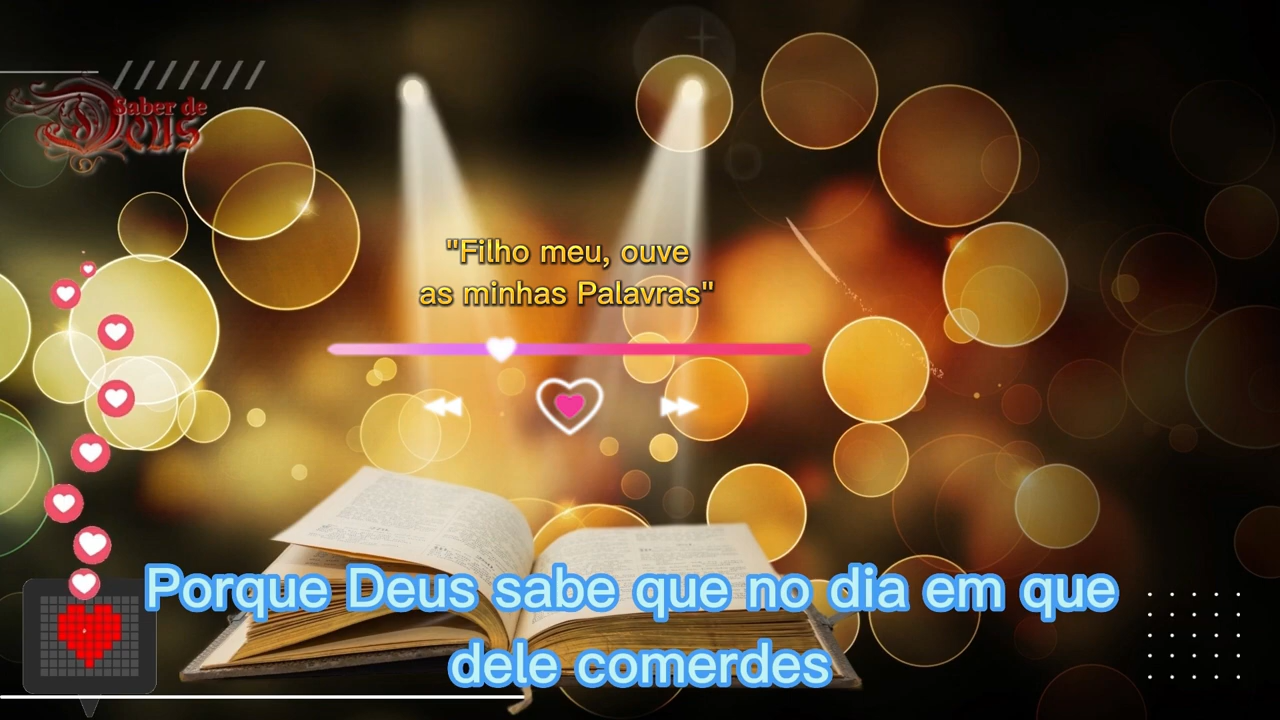 Saber de
Deus
"Filho meu, ouve
as minhas Palavras"
Porque Deus sabe que no dia em que
dele comerdes